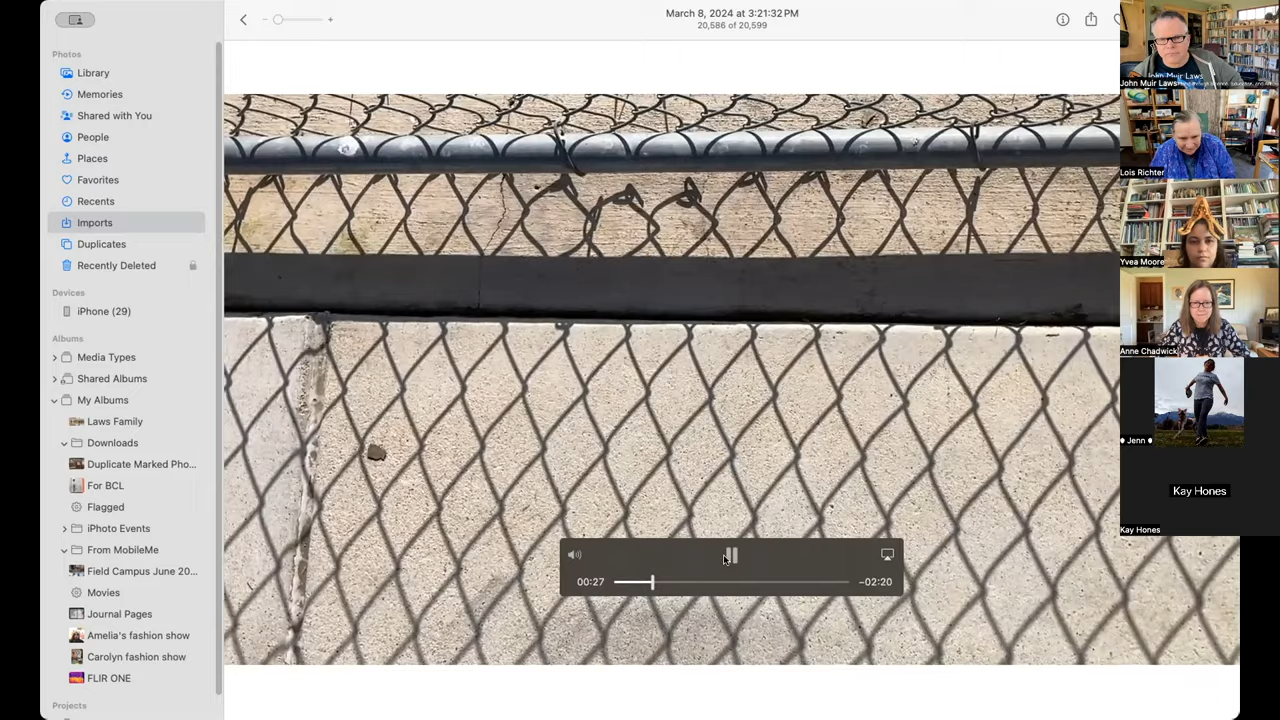 March 8, 2024 at 3:21:32 PM
20,586 of 20,599
Photos
Library
Memories
Shared with You
People
Places
Favorites
Recents
Imports
Duplicates
Recently Deleted
Devices
iPhone (29)
Albums
Media Types
Shared Albums
My Albums
Laws Family
Downloads
Duplicate Marked Pho...
For BCL
Flagged
iPhoto Events
From MobileMe
Field Campus June 20...
Movies
Journal Pages
Amelia's fashion show
Carolyn fashion show
FLIR ONE
Projects
00:27
−02:20
John Muir Laws
John Muir Laws
Lois Richter
Yvea Moore
Anne Chadwick
Jenn
Kay Hones
Kay Hones